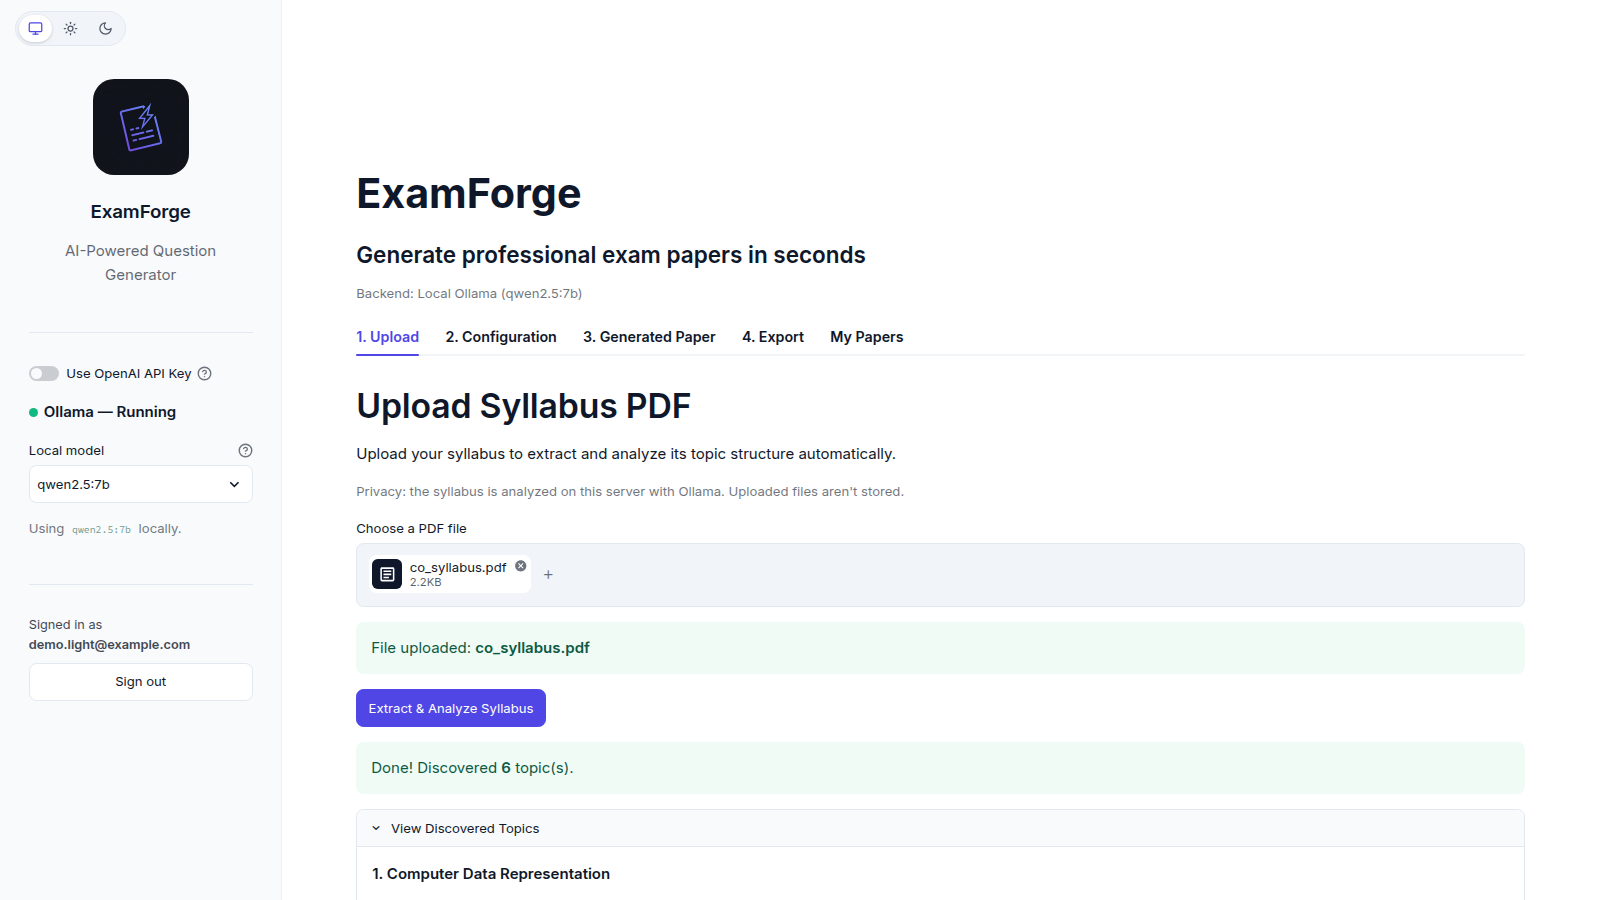 ExamForge
AI-Powered Question
Generator
Use OpenAI API Key
Ollama — Running
Local model
qwen2.5:7b
Using qwen2.5:7b locally.
Signed in as
demo.light@example.com
Sign out
ExamForge
Generate professional exam papers in seconds
Backend: Local Ollama (qwen2.5:7b)
1. Upload 2. Configuration 3. Generated Paper 4. Export My Papers
Upload Syllabus PDF
Upload your syllabus to extract and analyze its topic structure automatically.
Privacy: the syllabus is analyzed on this server with Ollama. Uploaded files aren't stored.
Choose a PDF file
co_syllabus.pdf
2.2KB
File uploaded: co_syllabus.pdf
Extract & Analyze Syllabus
Done! Discovered 6 topic(s).
View Discovered Topics
1. Computer Data Representation